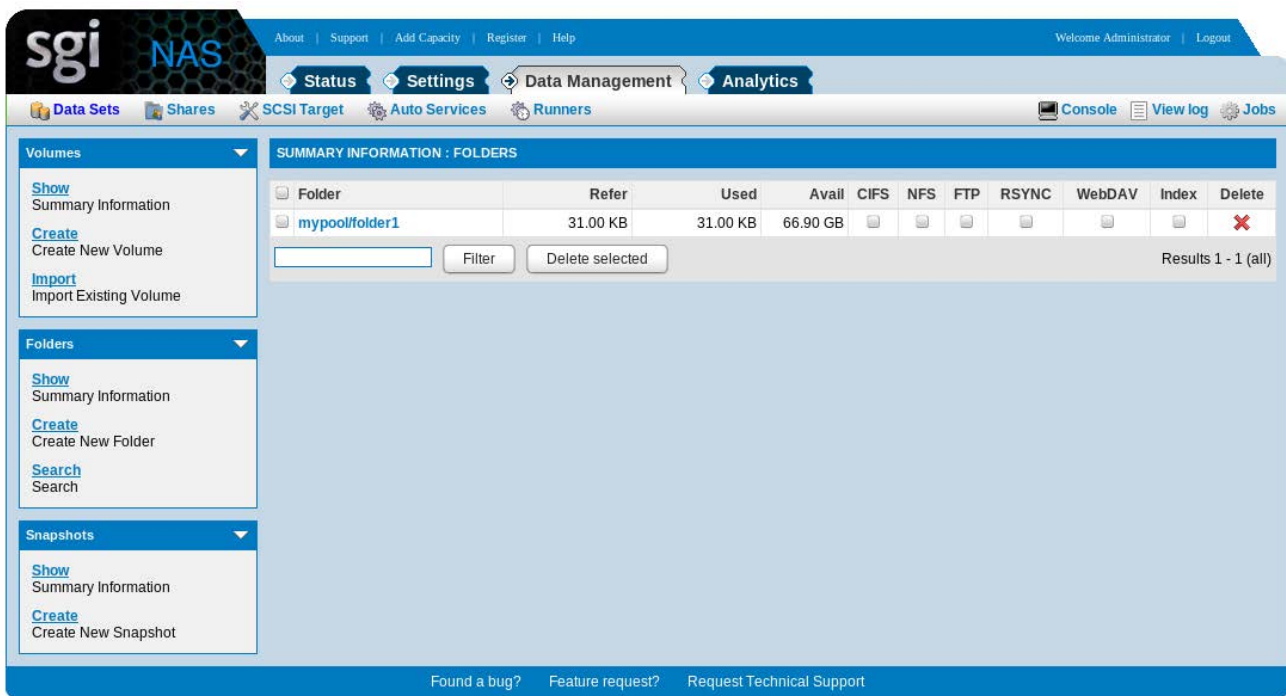 sgi NAS
About | Support | Add Capacity | Register | Help
Welcome Administrator | Logout
Status Settings Data Management Analytics
Data Sets Shares SCSI Target Auto Services Runners
Console View log Jobs
Volumes
Show
Summary Information
Create
Create New Volume
Import
Import Existing Volume
Folders
Show
Summary Information
Create
Create New Folder
Search
Search
Snapshots
Show
Summary Information
Create
Create New Snapshot
SUMMARY INFORMATION : FOLDERS
Folder Refer Used Avail CIFS NFS FTP RSYNC WebDAV Index Delete
mypool/folder1 31.00 KB 31.00 KB 66.90 GB
Filter Delete selected
Results 1 - 1 (all)
Found a bug? Feature request? Request Technical Support